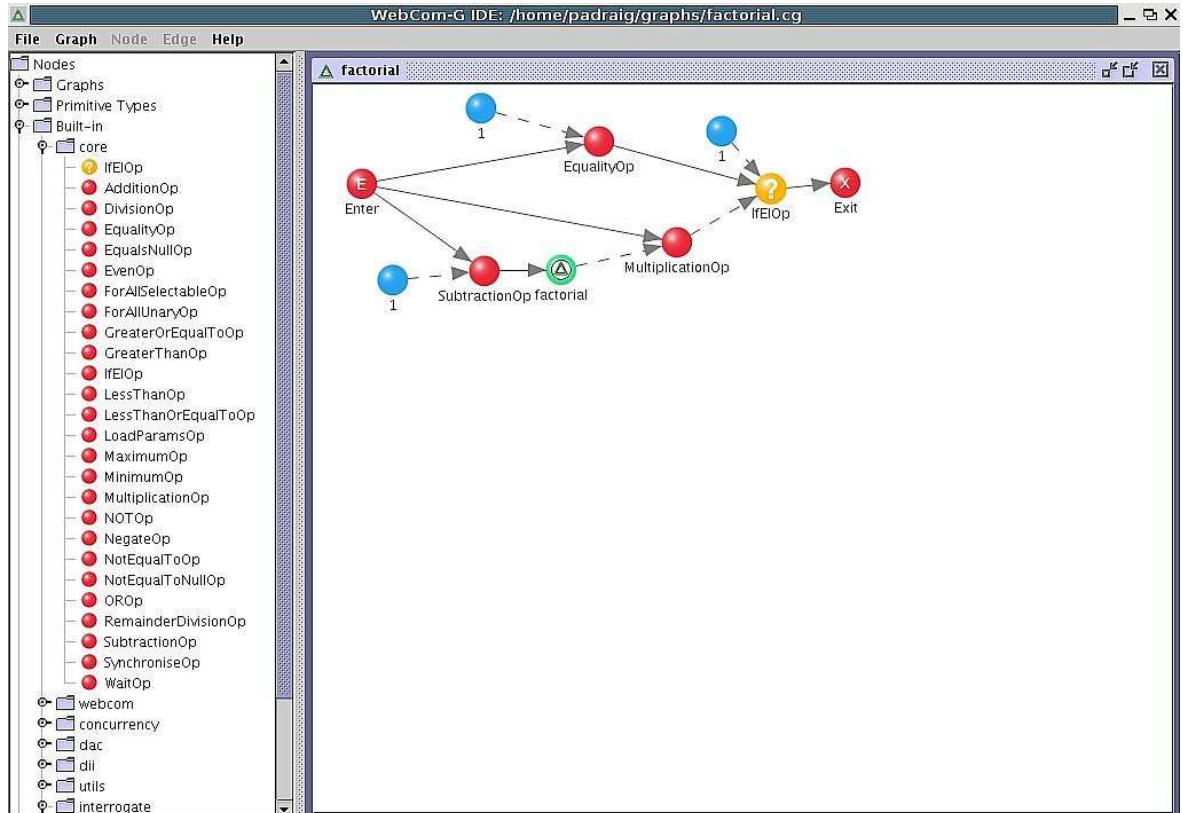 WebCom-G IDE: /home/padraig/graphs/factorial.cg
File Graph Node Edge Help
Nodes
Graphs
Primitive Types
Built-in
core
IfElOp
AdditionOp
DivisionOp
EqualityOp
EqualsNullOp
EvenOp
ForAllSelectableOp
ForAllUnaryOp
GreaterOrEqualToOp
GreaterThanOp
IfElOp
LessThanOp
LessThanOrEqualToOp
LoadParamsOp
MaximumOp
MinimumOp
MultiplicationOp
NOTOp
NegateOp
NotEqualToOp
NotEqualToNullOp
OROp
RemainderDivisionOp
SubtractionOp
SynchroniseOp
WaitOp
webcom
concurrency
dac
dii
utils
interrogate
factorial
1
EqualityOp
1
E
Enter
?
IfElOp
X
Exit
MultiplicationOp
1
SubtractionOp
factorial